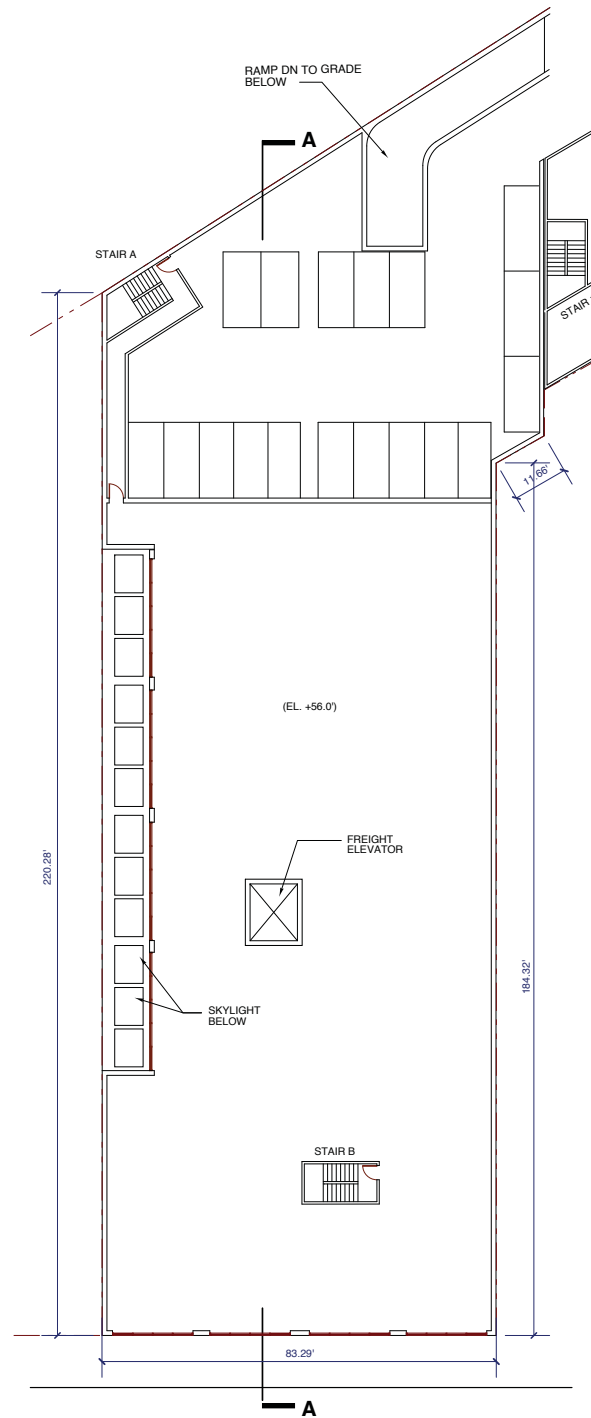 RAMP DN TO GRADE
BELOW
A
STAIR A
STAIR
11.66'
(EL. +56.0')
FREIGHT
ELEVATOR
220.28'
184.32'
SKYLIGHT
BELOW
STAIR B
83.29'
A